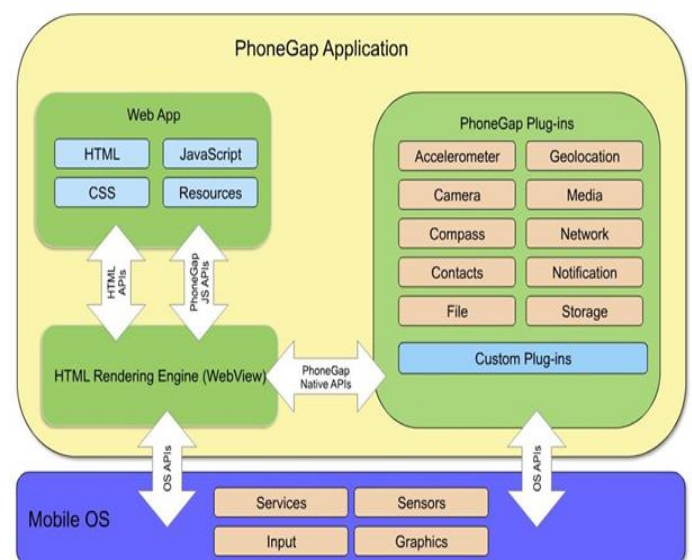 PhoneGap Application
Web App
HTML
JavaScript
CSS
Resources
HTML
APIs
PhoneGap
JS APIs
HTML Rendering Engine (WebView)
PhoneGap
Native APIs
PhoneGap Plug-ins
Accelerometer
Geolocation
Camera
Media
Compass
Network
Contacts
Notification
File
Storage
Custom Plug-ins
OS APIs
OS APIs
Mobile OS
Services
Sensors
Input
Graphics